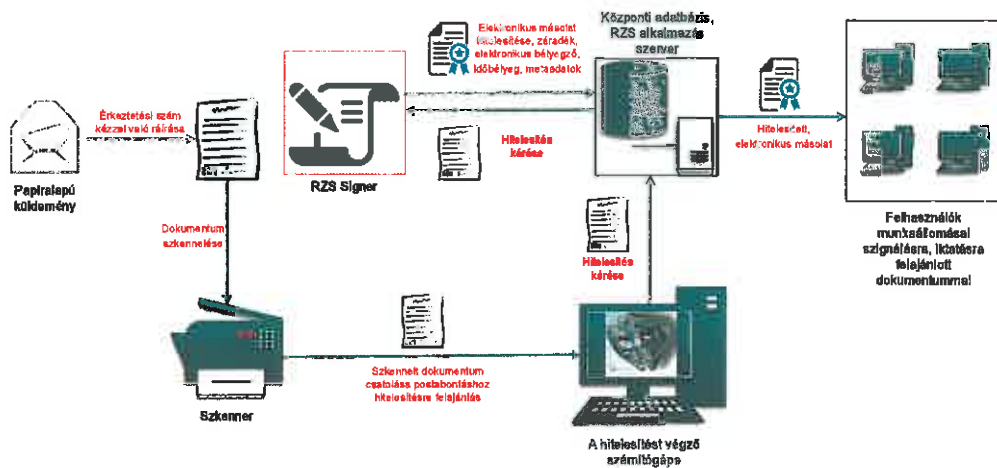 Papíralapú
küldemény
Érkeztetési szám
kézzel való ráírása
Dokumentum
szkennelése
Szkenner
Szkennelt dokumentum
csatolása postabontáshoz
hitelesítésre felajánlás
A hitelesítést végző
számítógépe
Hitelesítés
kérése
RZS Signer
Elektronikus másolat
hitelesítése, záradék,
elektronikus bélyegző,
időbélyeg, metaadatok
Hitelesítés
kérése
Központi adatbázis,
RZS alkalmazás
szerver
Hitelesített,
elektronikus másolat
Felhasználók
munkaállomásai
szignálásra, iktatásra
felajánlott
dokumentummal